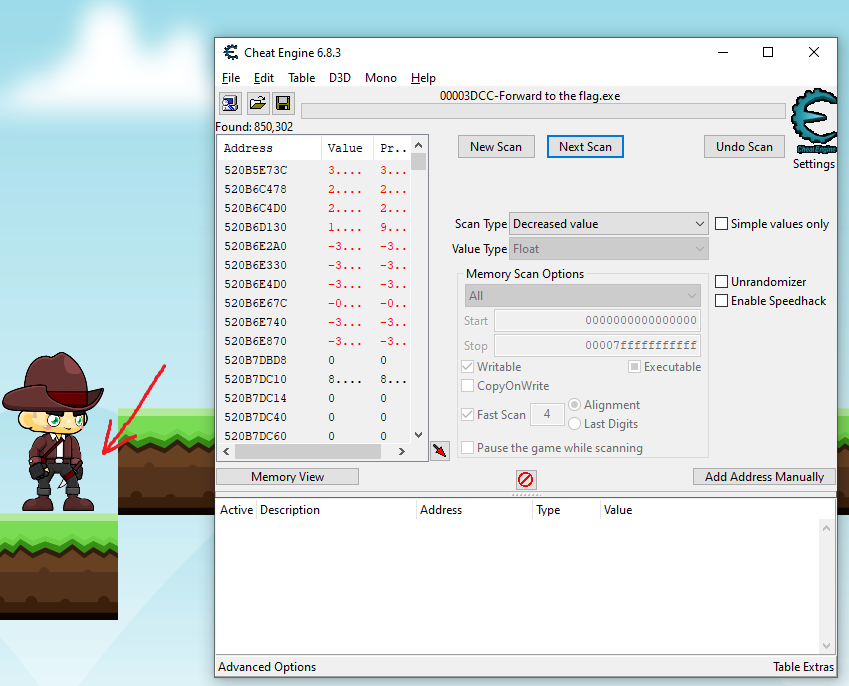 Cheat Engine 6.8.3
File Edit Table D3D Mono Help
00003DCC-Forward to the flag.exe
Found: 850,302
Cheat Engine
Settings
Address Value Pr..
520B5E73C 3.... 3...
520B6C478 2.... 2...
520B6C4D0 2.... 2...
520B6D130 1.... 9...
520B6E2A0 -3... -3..
520B6E330 -3... -3..
520B6E4D0 -3... -3..
520B6E67C -0... -0..
520B6E740 -3... -3..
520B6E870 -3... -3..
520B7DBD8 0 0
520B7DC10 8.... 8...
520B7DC14 0 0
520B7DC40 0 0
520B7DC60 0 0
New Scan Next Scan Undo Scan
Scan Type Decreased value Simple values only
Value Type Float
Memory Scan Options
All
Unrandomizer
Enable Speedhack
Start 0000000000000000
Stop 00007fffffffffff
Writable Executable
CopyOnWrite
Fast Scan 4 Alignment
Last Digits
Pause the game while scanning
Memory View Add Address Manually
Active Description Address Type Value
Advanced Options Table Extras